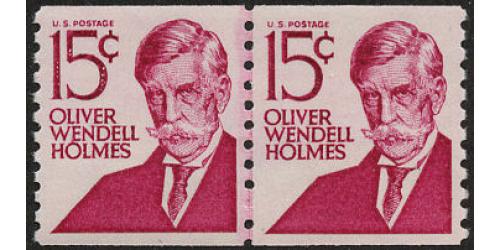 U.S. POSTAGE
15¢
OLIVER
WENDELL
HOLMES
U.S. POSTAGE
15¢
OLIVER
WENDELL
HOLMES